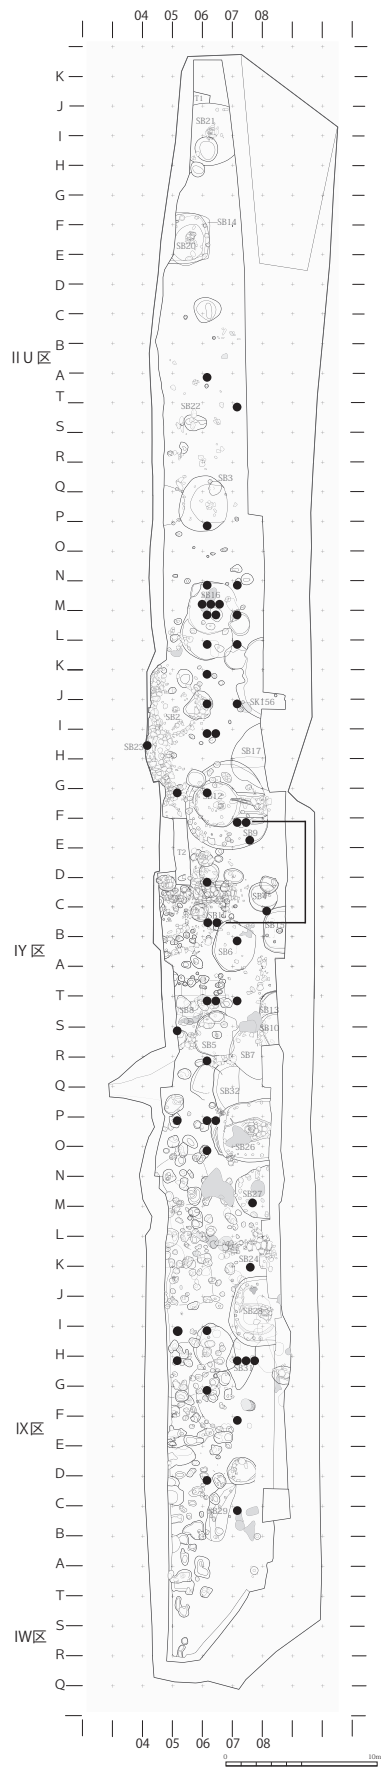 04 05 06 07 08
K
T1
J
SB21
I
H
G
F
SB14
SB20
E
D
C
B
IIU区
A
T
SB22
S
R
Q
SB3
P
O
N
SB16
M
L
K
J
SK156
SB2
I
SB23
SB17
H
G
SB12
F
SB9
E
T2
D
C
B
SB6
IY区
A
T
SB8
SB13
S
SB10
SB5
R
SB7
Q
SB32
P
O
SB26
N
SB27
M
L
SB24
K
J
SB28
I
H
SB31
G
F
IX区
E
D
C
SB29
B
A
T
S
IW区
R
Q
04 05 06 07 08
0 10m